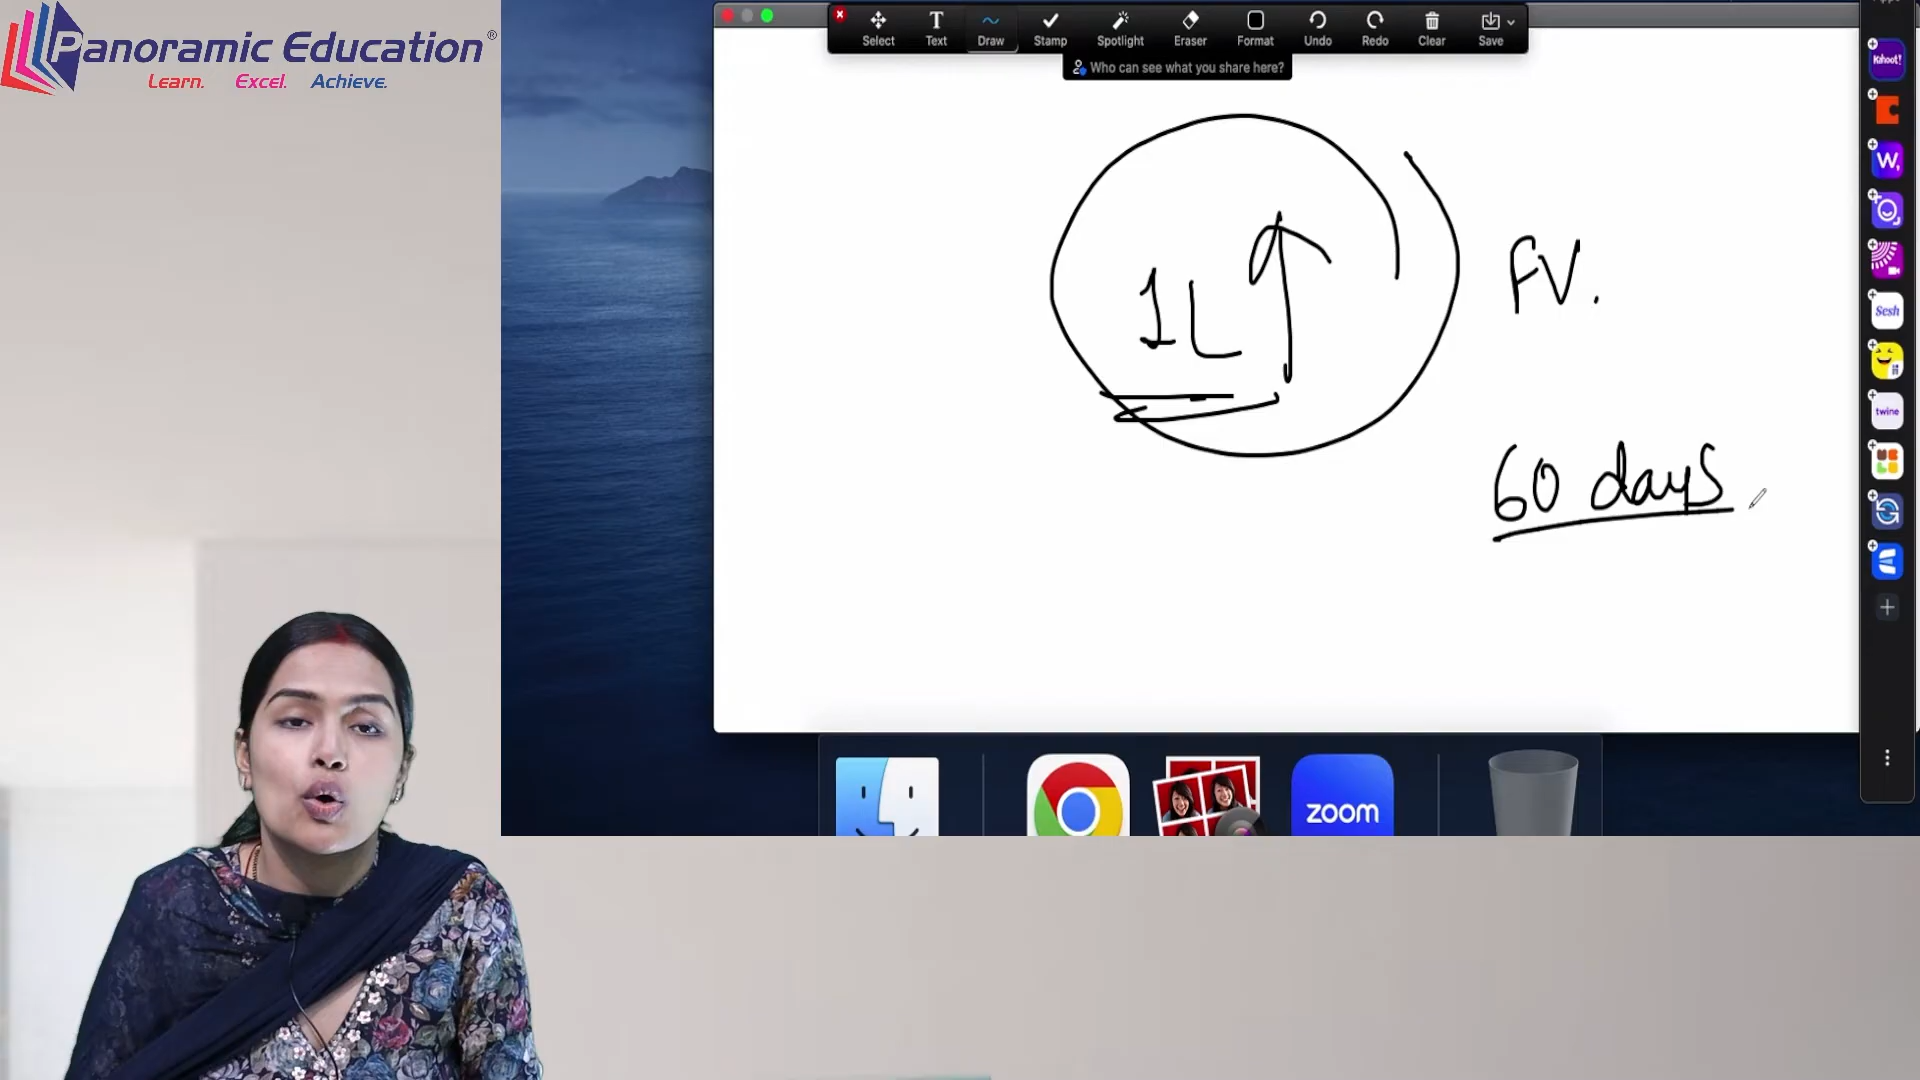 Panoramic Education®
Learn. Excel. Achieve.
Select Text Draw Stamp Spotlight Eraser Format Undo Redo Clear Save
Who can see what you share here?
Kahoot!
W,
1L
FV.
Sesh
twine
60 days
zoom